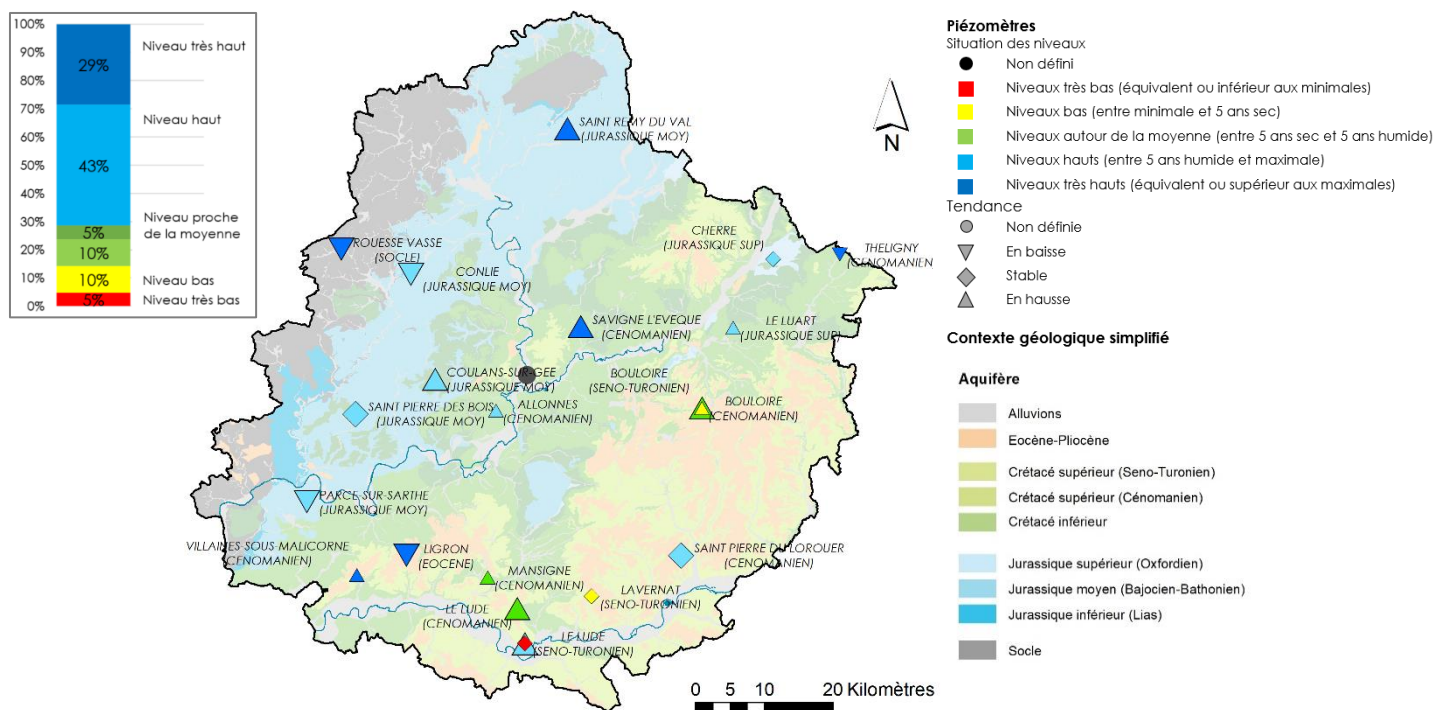 100%
90%
80%
70%
60%
50%
40%
30%
20%
10%
0%
29%
43%
5%
10%
10%
5%
Niveau très haut
Niveau haut
Niveau proche
de la moyenne
Niveau bas
Niveau très bas
SAINT REMY DU VAL
(JURASSIQUE MOY)
ROUESSE VASSE
(SOCLE)
CONLIE
(JURASSIQUE MOY)
CHERRE
(JURASSIQUE SUP)
THELIGNY
(CENOMANIEN
SAVIGNE L'EVEQUE
(CENOMANIEN)
LE LUART
(JURASSIQUE SUP)
COULANS-SUR-GEE
(JURASSIQUE MOY)
BOULOIRE
(SENO-TURONIEN)
SAINT PIERRE DES BOIS
(JURASSIQUE MOY)
ALLONNES
(CENOMANIEN)
BOULOIRE
(CENOMANIEN)
PARCE-SUR-SARTHE
(JURASSIQUE MOY)
VILLAINES-SOUS-MALICORNE
(CENOMANIEN)
LIGRON
(EOCENE)
MANSIGNE
(CENOMANIEN)
SAINT PIERRE DU LOROUER
(CENOMANIEN)
LAVERNAT
(SENO-TURONIEN)
LE LUDE
(CENOMANIEN)
LE LUDE
(SENO-TURONIEN)
N
0 5 10 20 Kilomètres
Piézomètres
Situation des niveaux
Non défini
Niveaux très bas (équivalent ou inférieur aux minimales)
Niveaux bas (entre minimale et 5 ans sec)
Niveaux autour de la moyenne (entre 5 ans sec et 5 ans humide)
Niveaux hauts (entre 5 ans humide et maximale)
Niveaux très hauts (équivalent ou supérieur aux maximales)
Tendance
Non définie
En baisse
Stable
En hausse
Contexte géologique simplifié
Aquifère
Alluvions
Eocène-Pliocène
Crétacé supérieur (Seno-Turonien)
Crétacé supérieur (Cénomanien)
Crétacé inférieur
Jurassique supérieur (Oxfordien)
Jurassique moyen (Bajocien-Bathonien)
Jurassique inférieur (Lias)
Socle